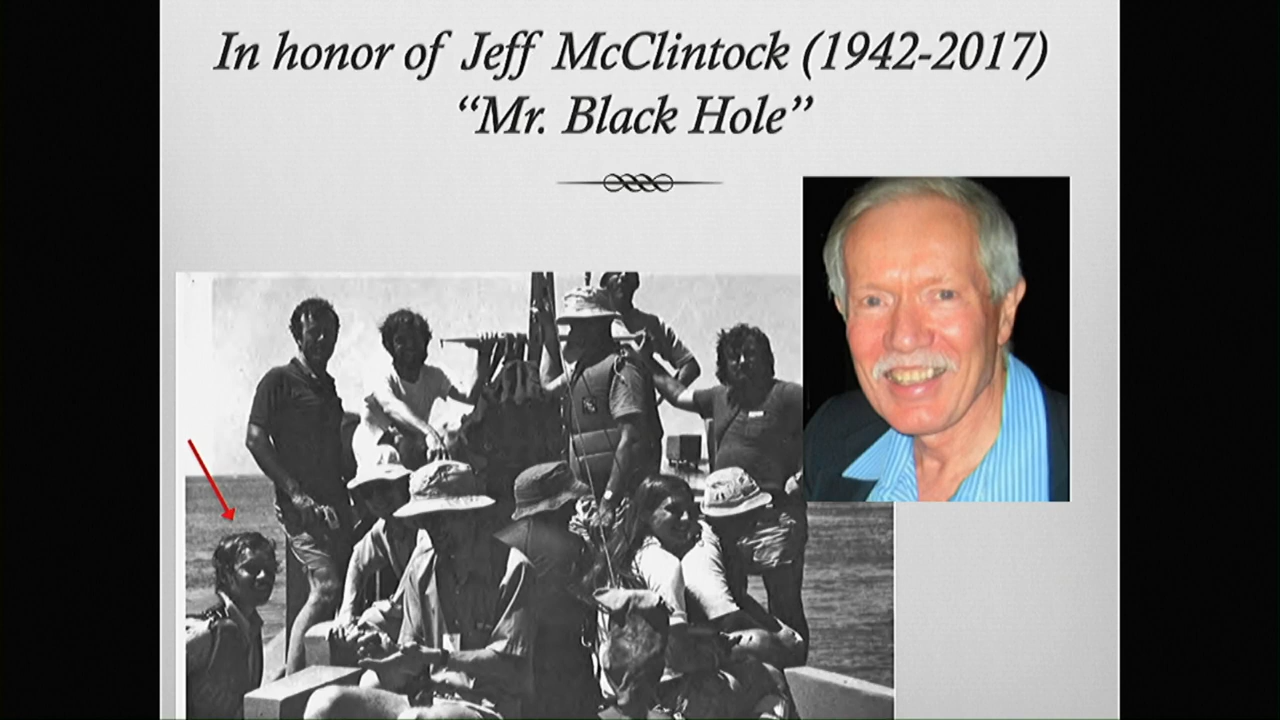 In honor of Jeff McClintock (1942-2017)
“Mr. Black Hole”